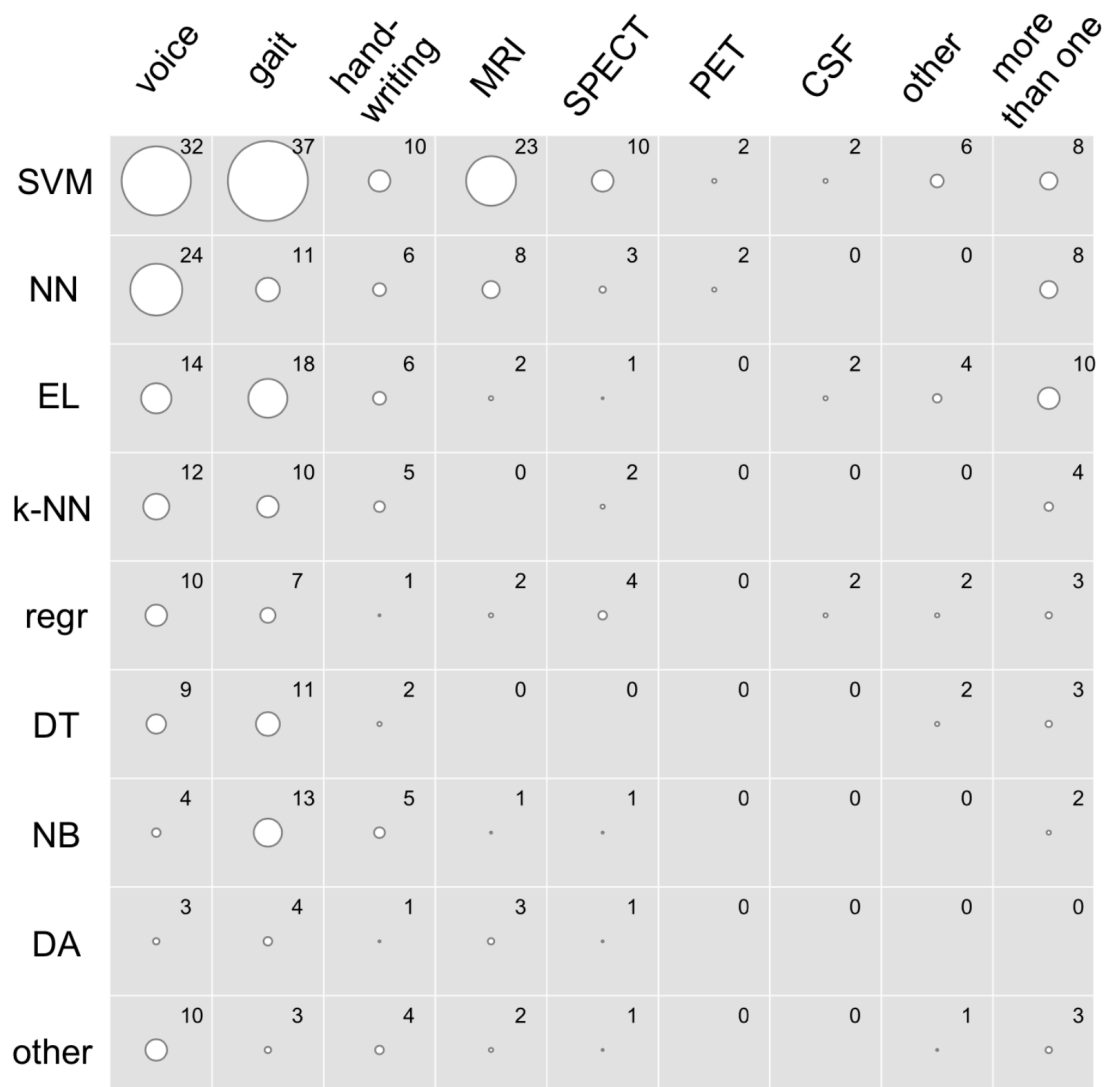 voice gait hand-writing MRI SPECT PET CSF other more than one
SVM 32 37 10 23 10 2 2 6 8
NN 24 11 6 8 3 2 0 0 8
EL 14 18 6 2 1 0 2 4 10
k-NN 12 10 5 0 2 0 0 0 4
regr 10 7 1 2 4 0 2 2 3
DT 9 11 2 0 0 0 0 2 3
NB 4 13 5 1 1 0 0 0 2
DA 3 4 1 3 1 0 0 0 0
other 10 3 4 2 1 0 0 1 3